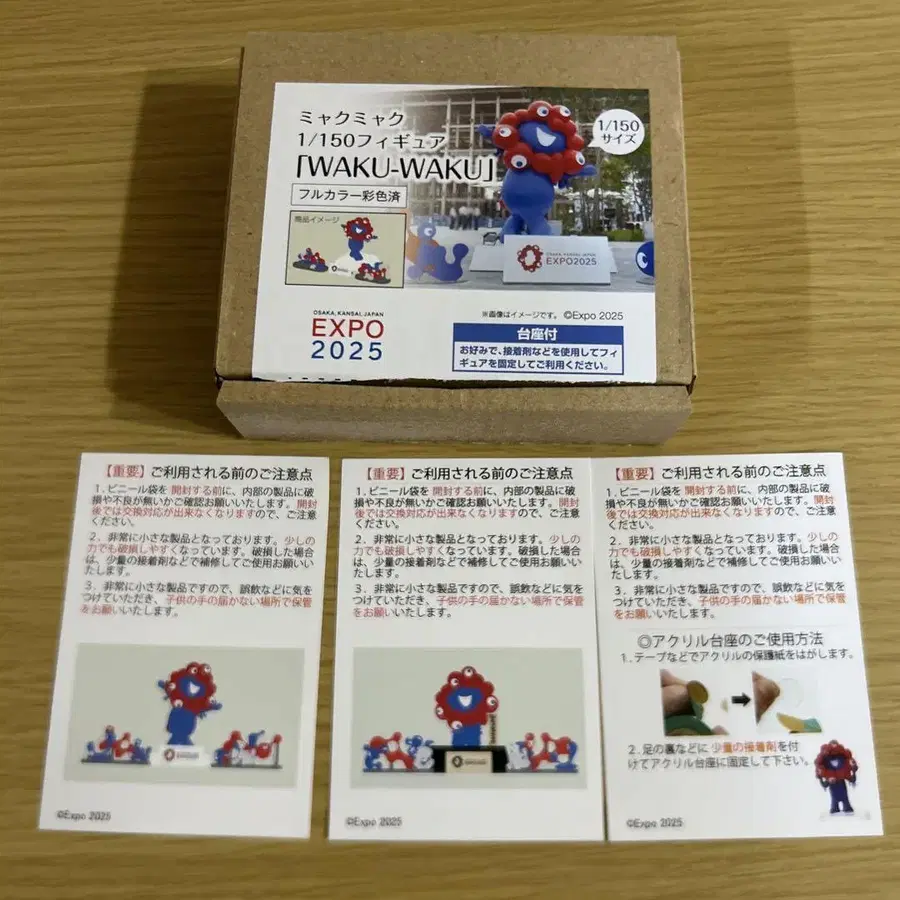 ミャクミャク
1/150フィギュア
「WAKU-WAKU」
フルカラー彩色済
1/150
サイズ
商品イメージ
OSAKA, KANSAI, JAPAN
EXPO2025
※画像はイメージです。 ©Expo 2025
OSAKA, KANSAI, JAPAN
EXPO
2025
台座付
お好みで、接着剤などを使用してフィ
ギュアを固定してご利用ください。
【重要】ご利用される前のご注意点
1. ビニール袋を 開封する前に、内部の製品に破
損や不良が無いかご確認お願いいたします。開封
後では交換対応が出来なくなりますので、ご注意
ください。
2. 非常に小さな製品となっております。少しの
力でも破損しやすくなっています。破損した場合
は、少量の接着剤などで補修してご使用お願いい
たします。
3. 非常に小さな製品ですので、誤飲などに気を
つけていただき、子供の手の届かない場所で保管
をお願いいたします。
©Expo 2025
【重要】ご利用される前のご注意点
1. ビニール袋を 開封する前に、内部の製品に破
損や不良が無いかご確認お願いいたします。開封
後では交換対応が出来なくなりますので、ご注意
ください。
2. 非常に小さな製品となっております。少しの
力でも破損しやすくなっています。破損した場合
は、少量の接着剤などで補修してご使用お願いい
たします。
3. 非常に小さな製品ですので、誤飲などに気を
つけていただき、子供の手の届かない場所で保管
をお願いいたします。
©Expo 2025
【重要】ご利用される前のご注意点
1. ビニール袋を 開封する前に、内部の製品に破
損や不良が無いかご確認お願いいたします。開封
後では交換対応が出来なくなりますので、ご注意
ください。
2. 非常に小さな製品となっております。少しの
力でも破損しやすくなっています。破損した場合
は、少量の接着剤などで補修してご使用お願いい
たします。
3. 非常に小さな製品ですので、誤飲などに気を
つけていただき、子供の手の届かない場所で保管
をお願いいたします。
◎アクリル台座のご使用方法
1. テープなどでアクリルの保護紙をはがします。
2. 足の裏などに 少量の接着剤を付
けてアクリル台座に固定して下さい。
©Expo 2025